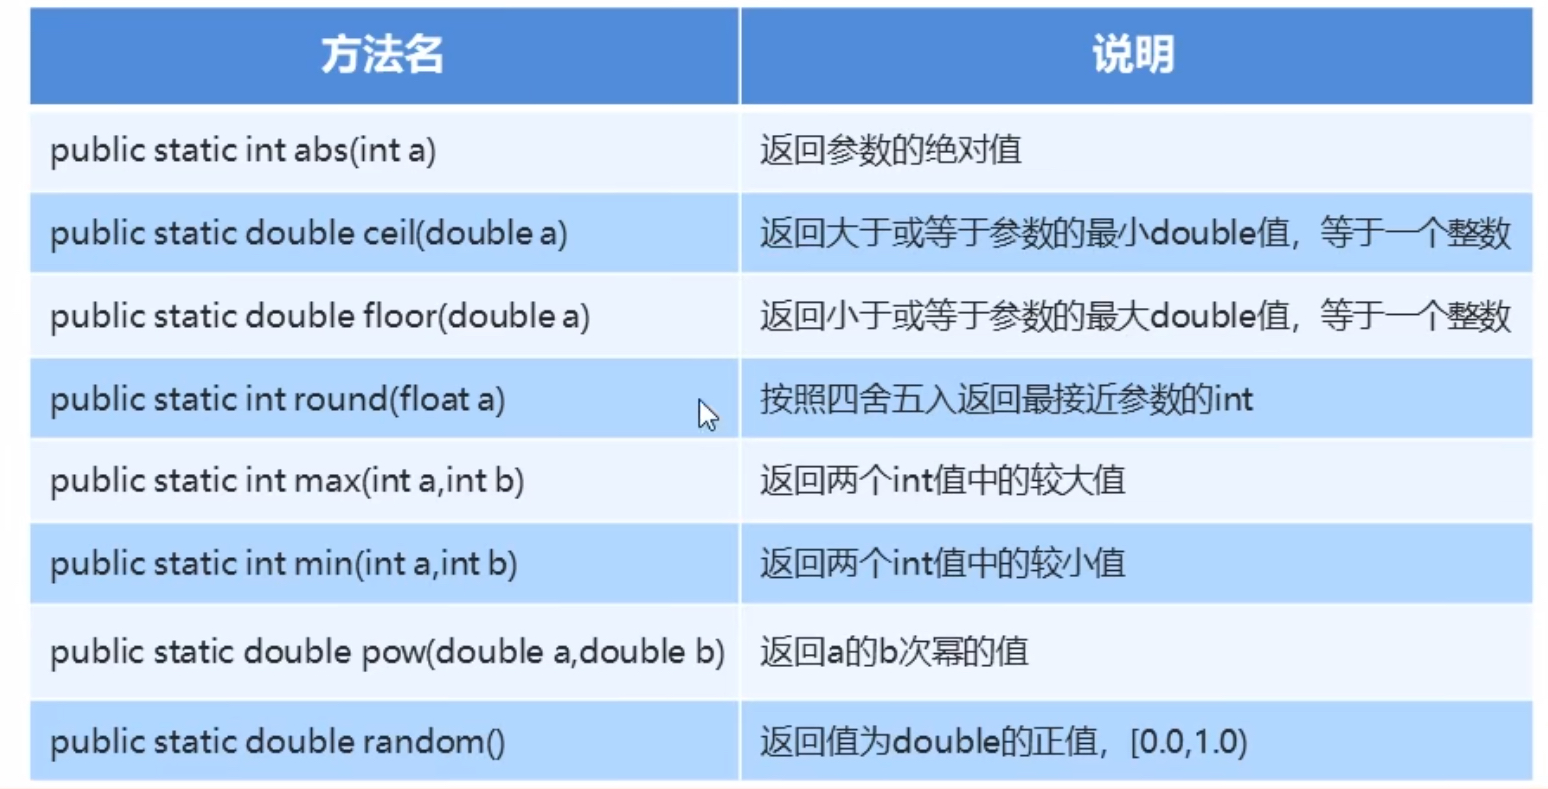 方法名 说明
public static int abs(int a) 返回参数的绝对值
public static double ceil(double a) 返回大于或等于参数的最小double值，等于一个整数
public static double floor(double a) 返回小于或等于参数的最大double值，等于一个整数
public static int round(float a) 按照四舍五入返回最接近参数的int
public static int max(int a,int b) 返回两个int值中的较大值
public static int min(int a,int b) 返回两个int值中的较小值
public static double pow(double a,double b) 返回a的b次幂的值
public static double random() 返回值为double的正值，[0.0,1.0)